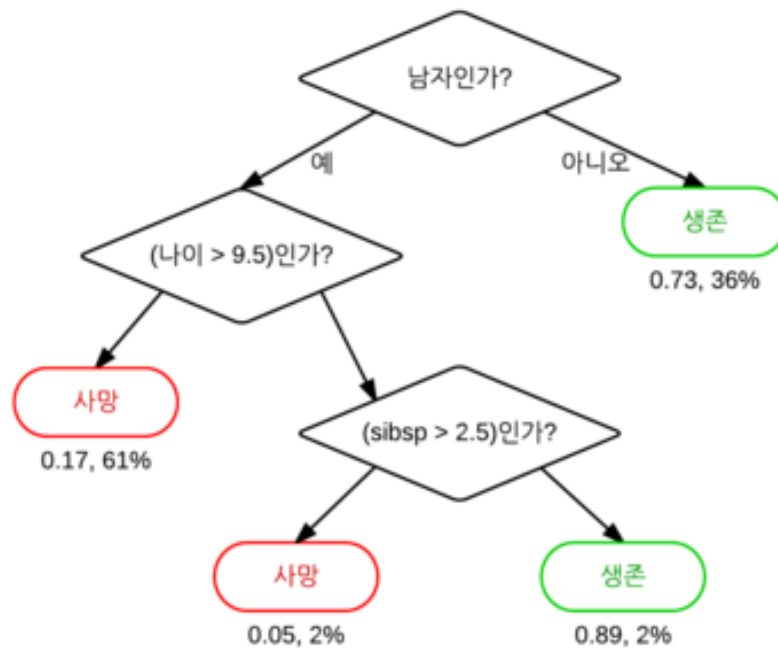 남자인가?
예
아니오
생존
0.73, 36%
(나이 > 9.5)인가?
사망
0.17, 61%
(sibsp > 2.5)인가?
사망
0.05, 2%
생존
0.89, 2%